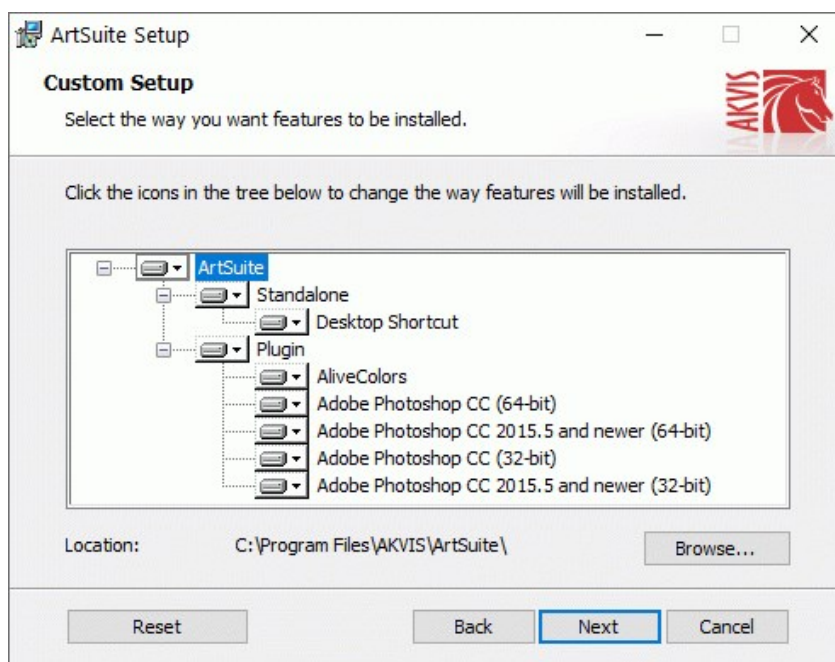 ArtSuite Setup
Custom Setup
Select the way you want features to be installed.
AKVIS
Click the icons in the tree below to change the way features will be installed.
ArtSuite
Standalone
Desktop Shortcut
Plugin
AliveColors
Adobe Photoshop CC (64-bit)
Adobe Photoshop CC 2015.5 and newer (64-bit)
Adobe Photoshop CC (32-bit)
Adobe Photoshop CC 2015.5 and newer (32-bit)
Location: C:\Program Files\AKVIS\ArtSuite\ Browse...
Reset Back Next Cancel